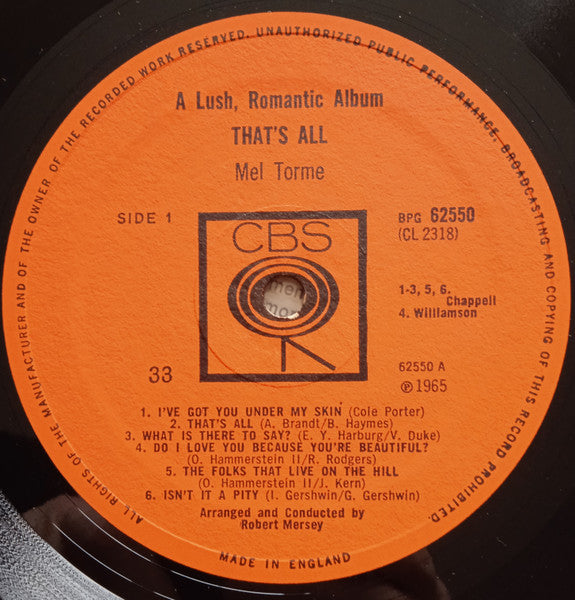 ALL RIGHTS OF THE MANUFACTURER AND OF THE OWNER OF THE RECORDED WORK RESERVED. UNAUTHORIZED PUBLIC PERFORMANCE, BROADCASTING AND COPYING OF THIS RECORD PROHIBITED.
A Lush, Romantic Album
THAT'S ALL
Mel Torme
SIDE 1
BPG 62550
(CL 2318)
CBS
1-3, 5, 6.
Chappell
4. Williamson
33
62550 A
℗ 1965
1. I'VE GOT YOU UNDER MY SKIN (Cole Porter)
2. THAT'S ALL (A. Brandt/B. Haymes)
3. WHAT IS THERE TO SAY? (E. Y. Harburg/V. Duke)
4. DO I LOVE YOU BECAUSE YOU'RE BEAUTIFUL?
(O. Hammerstein II/R. Rodgers)
5. THE FOLKS THAT LIVE ON THE HILL
(O. Hammerstein II/J. Kern)
6. ISN'T IT A PITY (I. Gershwin/G. Gershwin)
Arranged and Conducted by
Robert Mersey
MADE IN ENGLAND